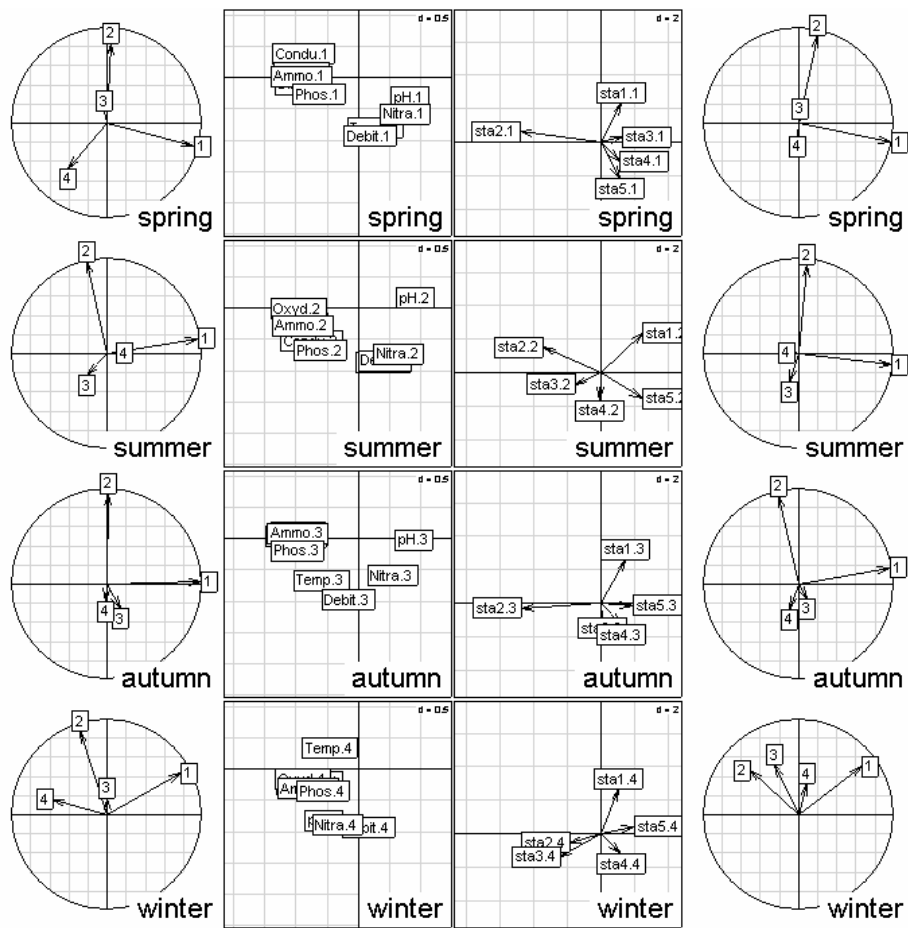 2
3
1
4
spring
d = 0.5
Condu.1
Ammo.1
Phos.1
pH.1
Nitra.1
Debit.1
spring
d = 2
sta1.1
sta2.1
sta3.1
sta4.1
sta5.1
spring
2
3
1
4
spring
2
1
4
3
summer
d = 0.5
pH.2
Oxyd.2
Ammo.2
Phos.2
Nitra.2
summer
d = 2
sta1.2
sta2.2
sta3.2
sta5.2
sta4.2
summer
2
4
1
3
summer
2
1
4
3
autumn
d = 0.5
Ammo.3
pH.3
Phos.3
Temp.3
Nitra.3
Debit.3
autumn
d = 2
sta1.3
sta2.3
sta5.3
sta4.3
autumn
2
1
3
4
autumn
2
1
3
4
winter
d = 0.5
Temp.4
Phos.4
Nitra.4
winter
d = 2
sta1.4
sta5.4
sta2.4
sta3.4
sta4.4
winter
3
2
4
1
winter